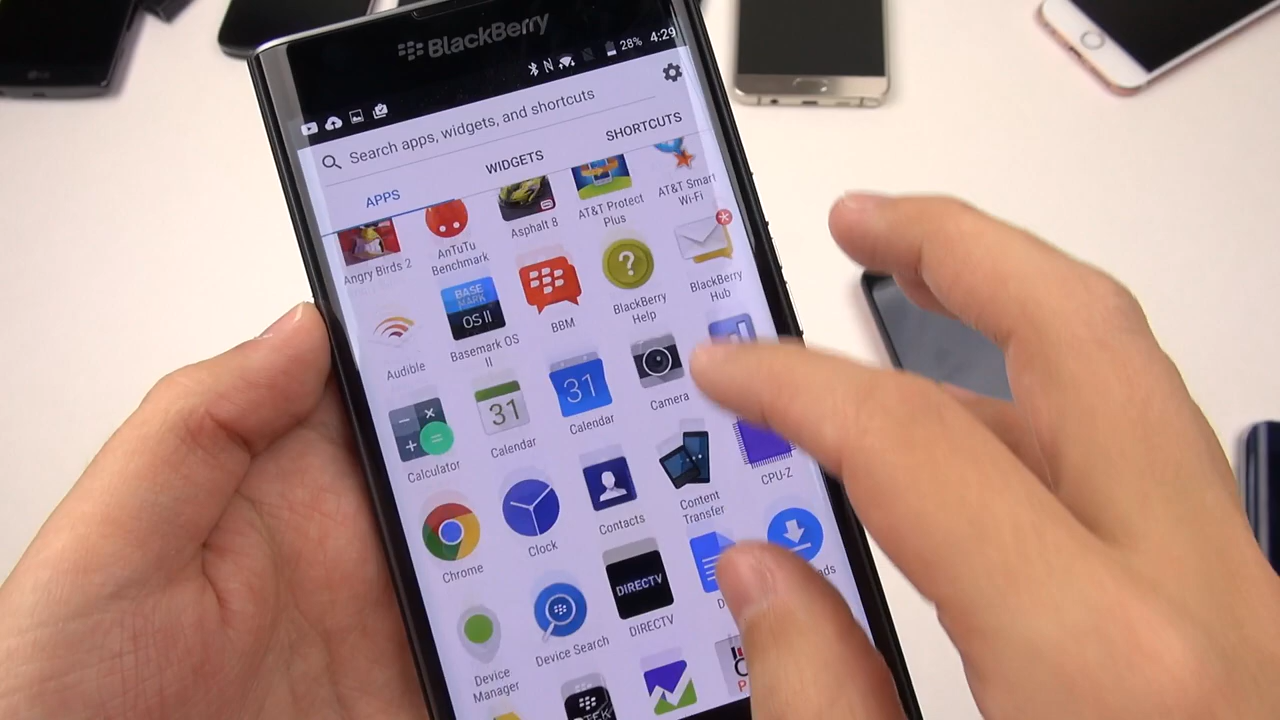 BlackBerry
28% 4:29
Search apps, widgets, and shortcuts
APPS
WIDGETS
SHORTCUTS
Angry Birds 2
AnTuTu
Benchmark
Asphalt 8
AT&T Protect
Plus
AT&T Smart
Wi-Fi
Audible
BASE
MARK
OS II
Basemark OS
II
BBM
?
BlackBerry
Help
BlackBerry
Hub
Calculator
31
Calendar
31
Calendar
Camera
Chrome
Clock
Contacts
Content
Transfer
CPU-Z
Device
Manager
Device Search
DIRECTV
DIRECTV
D
ads
TEK
LG